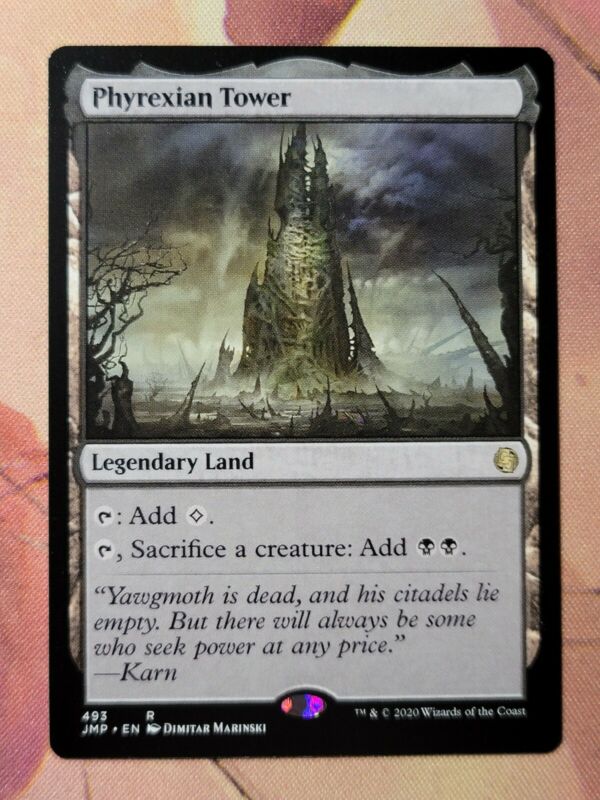 Phyrexian Tower
Legendary Land
: Add .
, Sacrifice a creature: Add .
“Yawgmoth is dead, and his citadels lie
empty. But there will always be some
who seek power at any price.”
—Karn
493 R
JMP • EN Dimitar Marinski
™ & © 2020 Wizards of the Coast